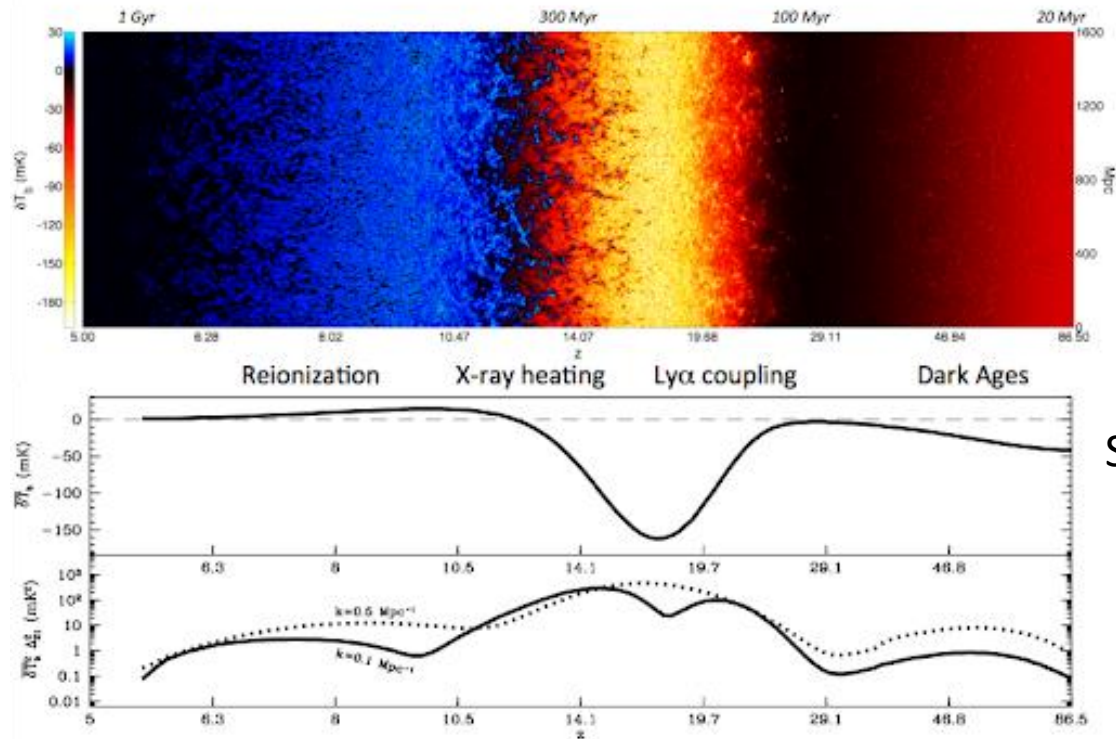 1 Gyr 300 Myr 100 Myr 20 Myr
30
0
-30
-60
-90
-120
-150
-180
δT_b (mK)
1600
1200
800
400
0
Mpc
5.00 6.28 8.02 10.47 14.07 19.66 29.11 46.84 86.50
z
Reionization X-ray heating Lyα coupling Dark Ages
0
−50
−100
−150
(mK)
S
6.3 8 10.5 14.1 19.7 29.1 46.8
10
1
0.1
0.01
(mK²)
k=0.5 Mpc⁻¹
k=0.1 Mpc⁻¹
5 6.3 8 10.5 14.1 19.7 29.1 46.8 86.5
z